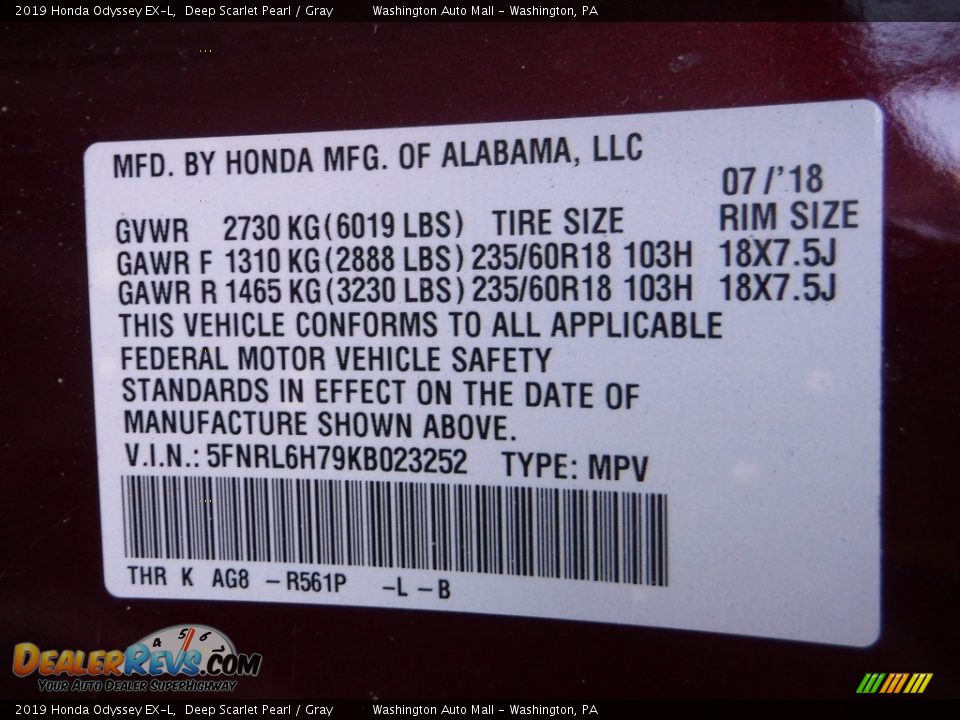 2019 Honda Odyssey EX-L, Deep Scarlet Pearl / Gray Washington Auto Mall - Washington, PA
MFD. BY HONDA MFG. OF ALABAMA, LLC
07/'18
GVWR 2730 KG (6019 LBS) TIRE SIZE RIM SIZE
GAWR F 1310 KG (2888 LBS) 235/60R18 103H 18X7.5J
GAWR R 1465 KG (3230 LBS) 235/60R18 103H 18X7.5J
THIS VEHICLE CONFORMS TO ALL APPLICABLE
FEDERAL MOTOR VEHICLE SAFETY
STANDARDS IN EFFECT ON THE DATE OF
MANUFACTURE SHOWN ABOVE.
V.I.N.: 5FNRL6H79KB023252 TYPE: MPV
THR K AG8 - R561P -L - B
4 5 6
DEALERREVS.COM
YOUR AUTO DEALER SUPERHIGHWAY
2019 Honda Odyssey EX-L, Deep Scarlet Pearl / Gray Washington Auto Mall - Washington, PA